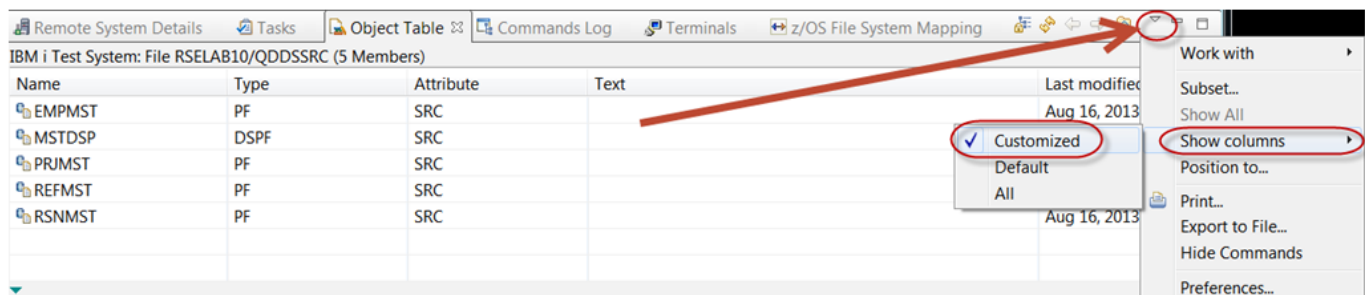 Remote System Details Tasks Object Table Commands Log Terminals z/OS File System Mapping
IBM i Test System: File RSELAB10/QDDSSRC (5 Members)
Name Type Attribute Text Last modified
EMPMST PF SRC Aug 16, 2013
MSTDSP DSPF SRC
PRJMST PF SRC
REFMST PF SRC
RSNMST PF SRC Aug 16, 2013
Customized
Default
All
Work with
Subset...
Show All
Show columns
Position to...
Print...
Export to File...
Hide Commands
Preferences...